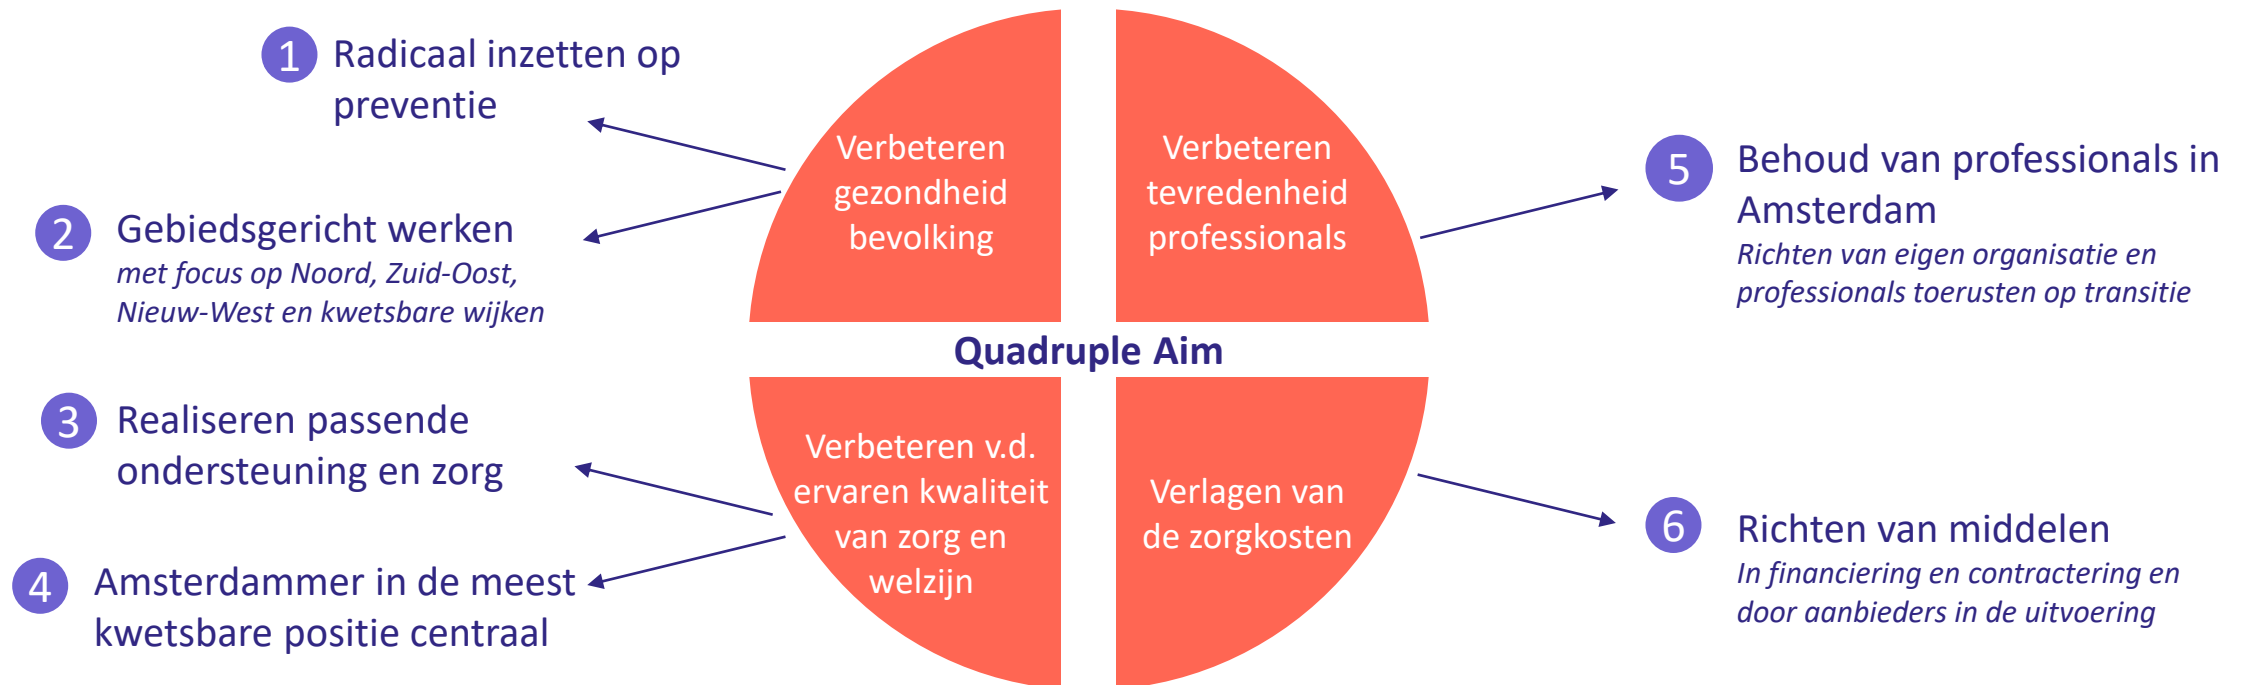 1 Radicaal inzetten op
preventie
2 Gebiedsgericht werken
met focus op Noord, Zuid-Oost,
Nieuw-West en kwetsbare wijken
3 Realiseren passende
ondersteuning en zorg
4 Amsterdammer in de meest
kwetsbare positie centraal
Verbeteren
gezondheid
bevolking
Verbeteren
tevredenheid
professionals
Quadruple Aim
Verbeteren v.d.
ervaren kwaliteit
van zorg en
welzijn
Verlagen van
de zorgkosten
5 Behoud van professionals in
Amsterdam
Richten van eigen organisatie en
professionals toerusten op transitie
6 Richten van middelen
In financiering en contractering en
door aanbieders in de uitvoering